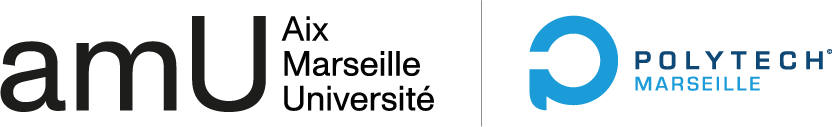 amU
Aix
Marseille
Université
POLYTECH®
MARSEILLE